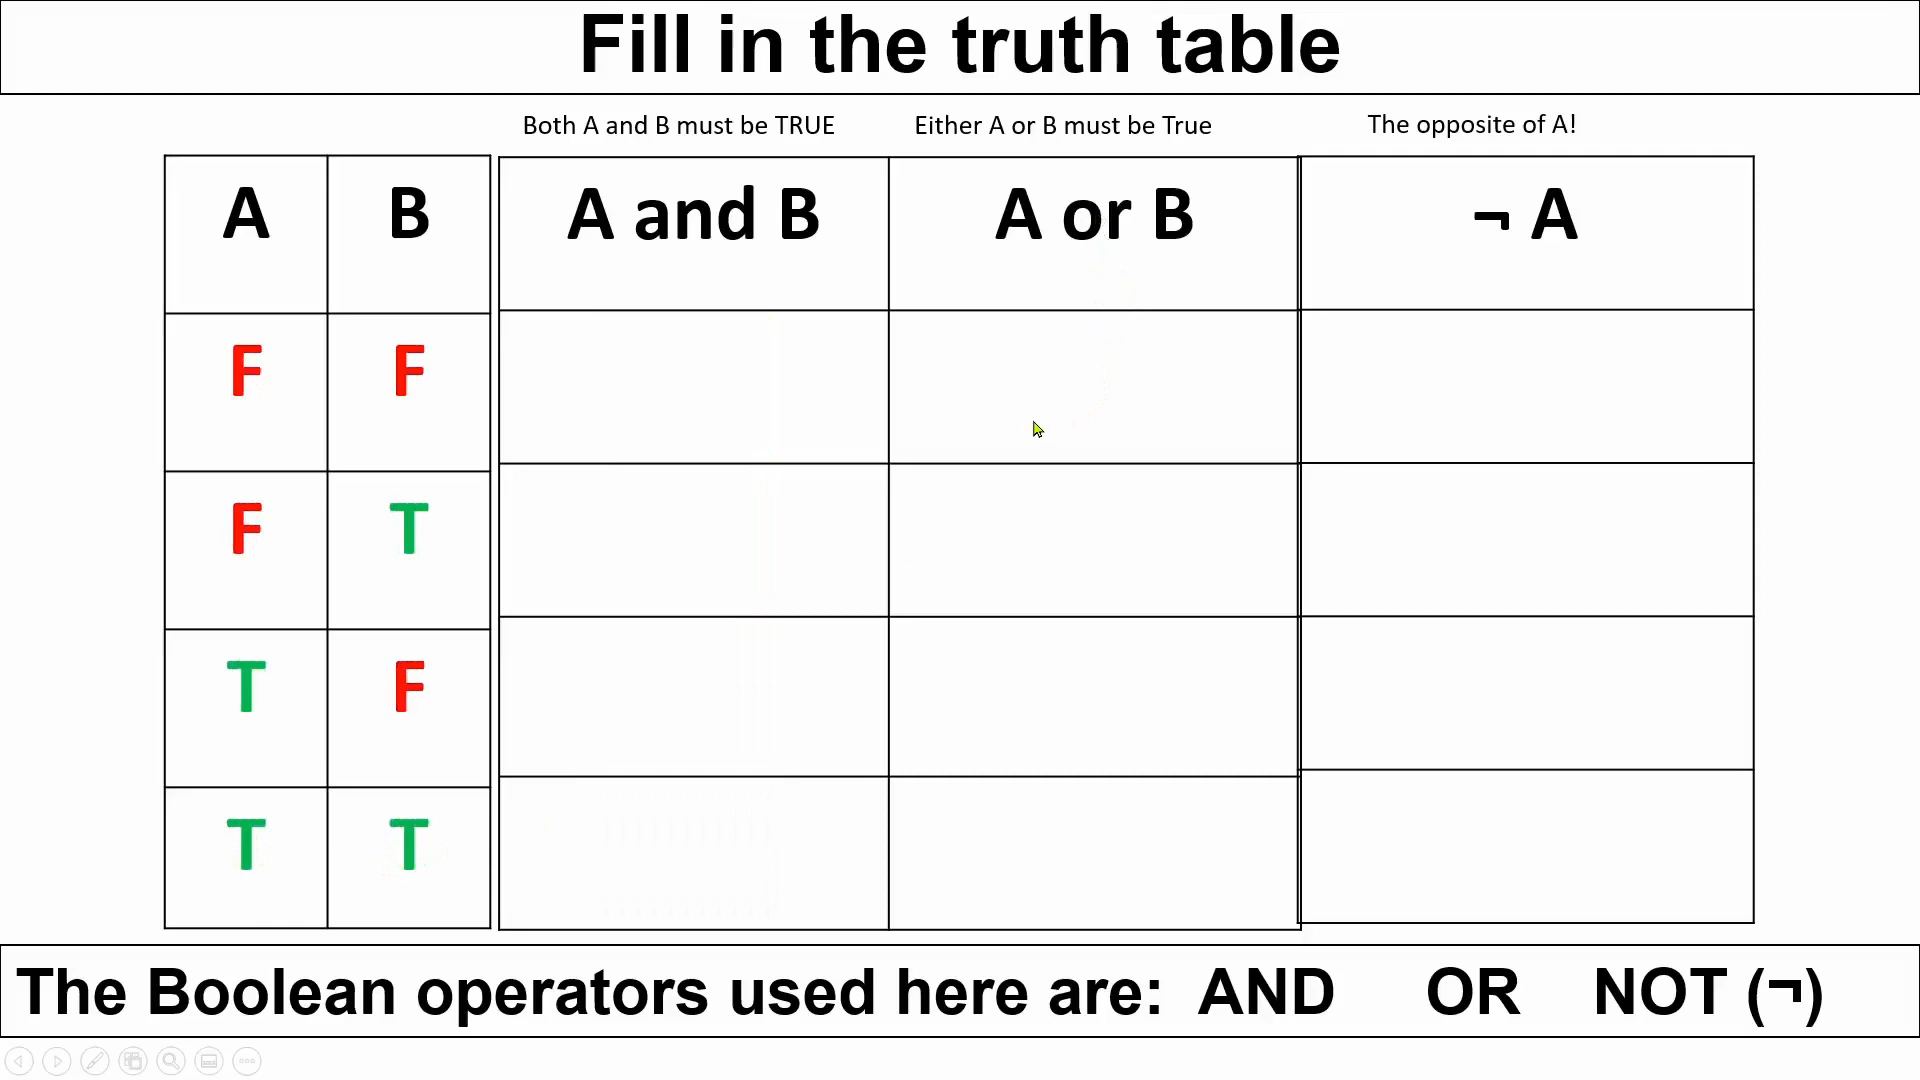 Fill in the truth table
Both A and B must be TRUE Either A or B must be True The opposite of A!
A B A and B A or B ¬ A
F F
F T
T F
T T
The Boolean operators used here are: AND OR NOT (¬)